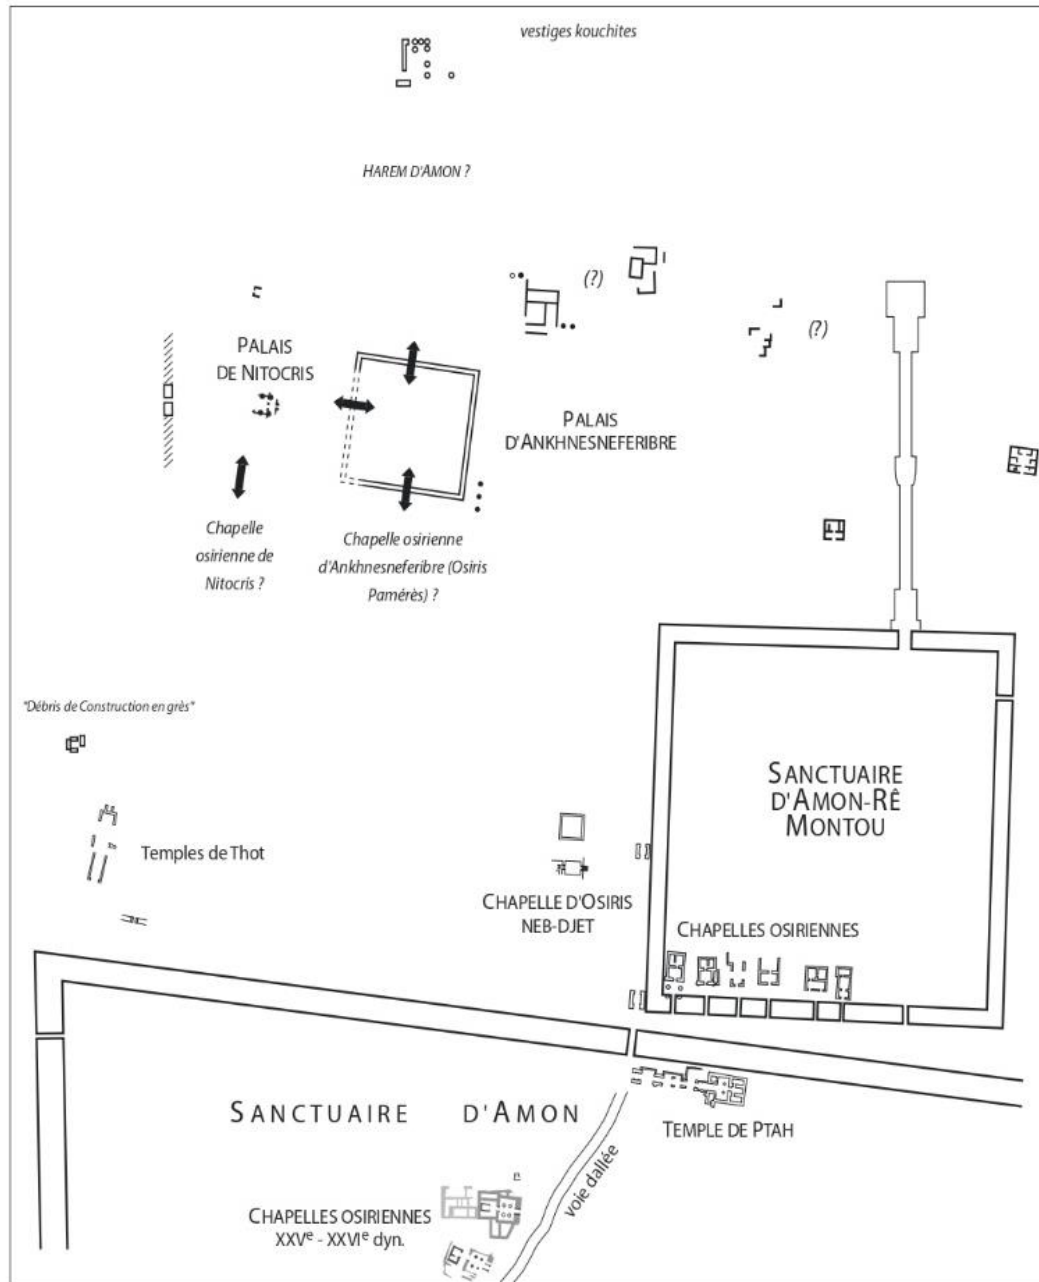 vestiges kouchites
HAREM D'AMON ?
(?)
(?)
PALAIS
DE NITOCRIS
PALAIS
D'ANKHNESNEFERIBRE
Chapelle
osirienne de
Nitocris ?
Chapelle osirienne
d'Ankhnesneferibre (Osiris
Pamérès) ?
"Débris de Construction en grès"
SANCTUAIRE
D'AMON-RÊ
MONTOU
Temples de Thot
CHAPELLE D'OSIRIS
NEB-DJET
CHAPELLES OSIRIENNES
SANCTUAIRE D'AMON
TEMPLE DE PTAH
voie dallée
CHAPELLES OSIRIENNES
XXVe - XXVIe dyn.